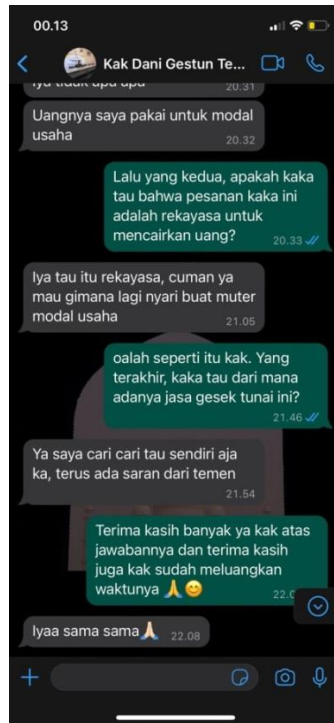 00.13
Kak Dani Gestun Te...
Iya tidak apa apa
20.31
Uangnya saya pakai untuk modal
usaha
20.32
Lalu yang kedua, apakah kaka
tau bahwa pesanan kaka ini
adalah rekayasa untuk
mencairkan uang?
20.33
Iya tau itu rekayasa, cuman ya
mau gimana lagi nyari buat muter
modal usaha
21.05
oalah seperti itu kak. Yang
terakhir, kaka tau dari mana
adanya jasa gesek tunai ini?
21.46
Ya saya cari cari tau sendiri aja
ka, terus ada saran dari temen
21.54
Terima kasih banyak ya kak atas
jawabannya dan terima kasih
juga kak sudah meluangkan
waktunya 🙏😊
Iyaa sama sama🙏🏻
22.08